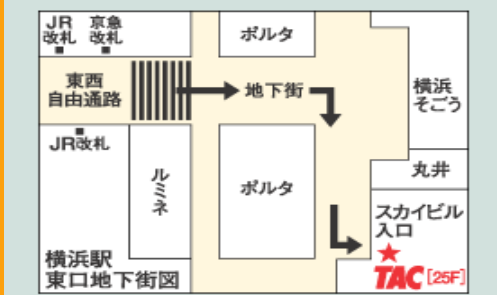 JR
改札
京急
改札
ポルタ
東西
自由通路
地下街
横浜
そごう
JR改札
ルミネ
ポルタ
丸井
スカイビル
入口
横浜駅
東口地下街図
TAC [25F]